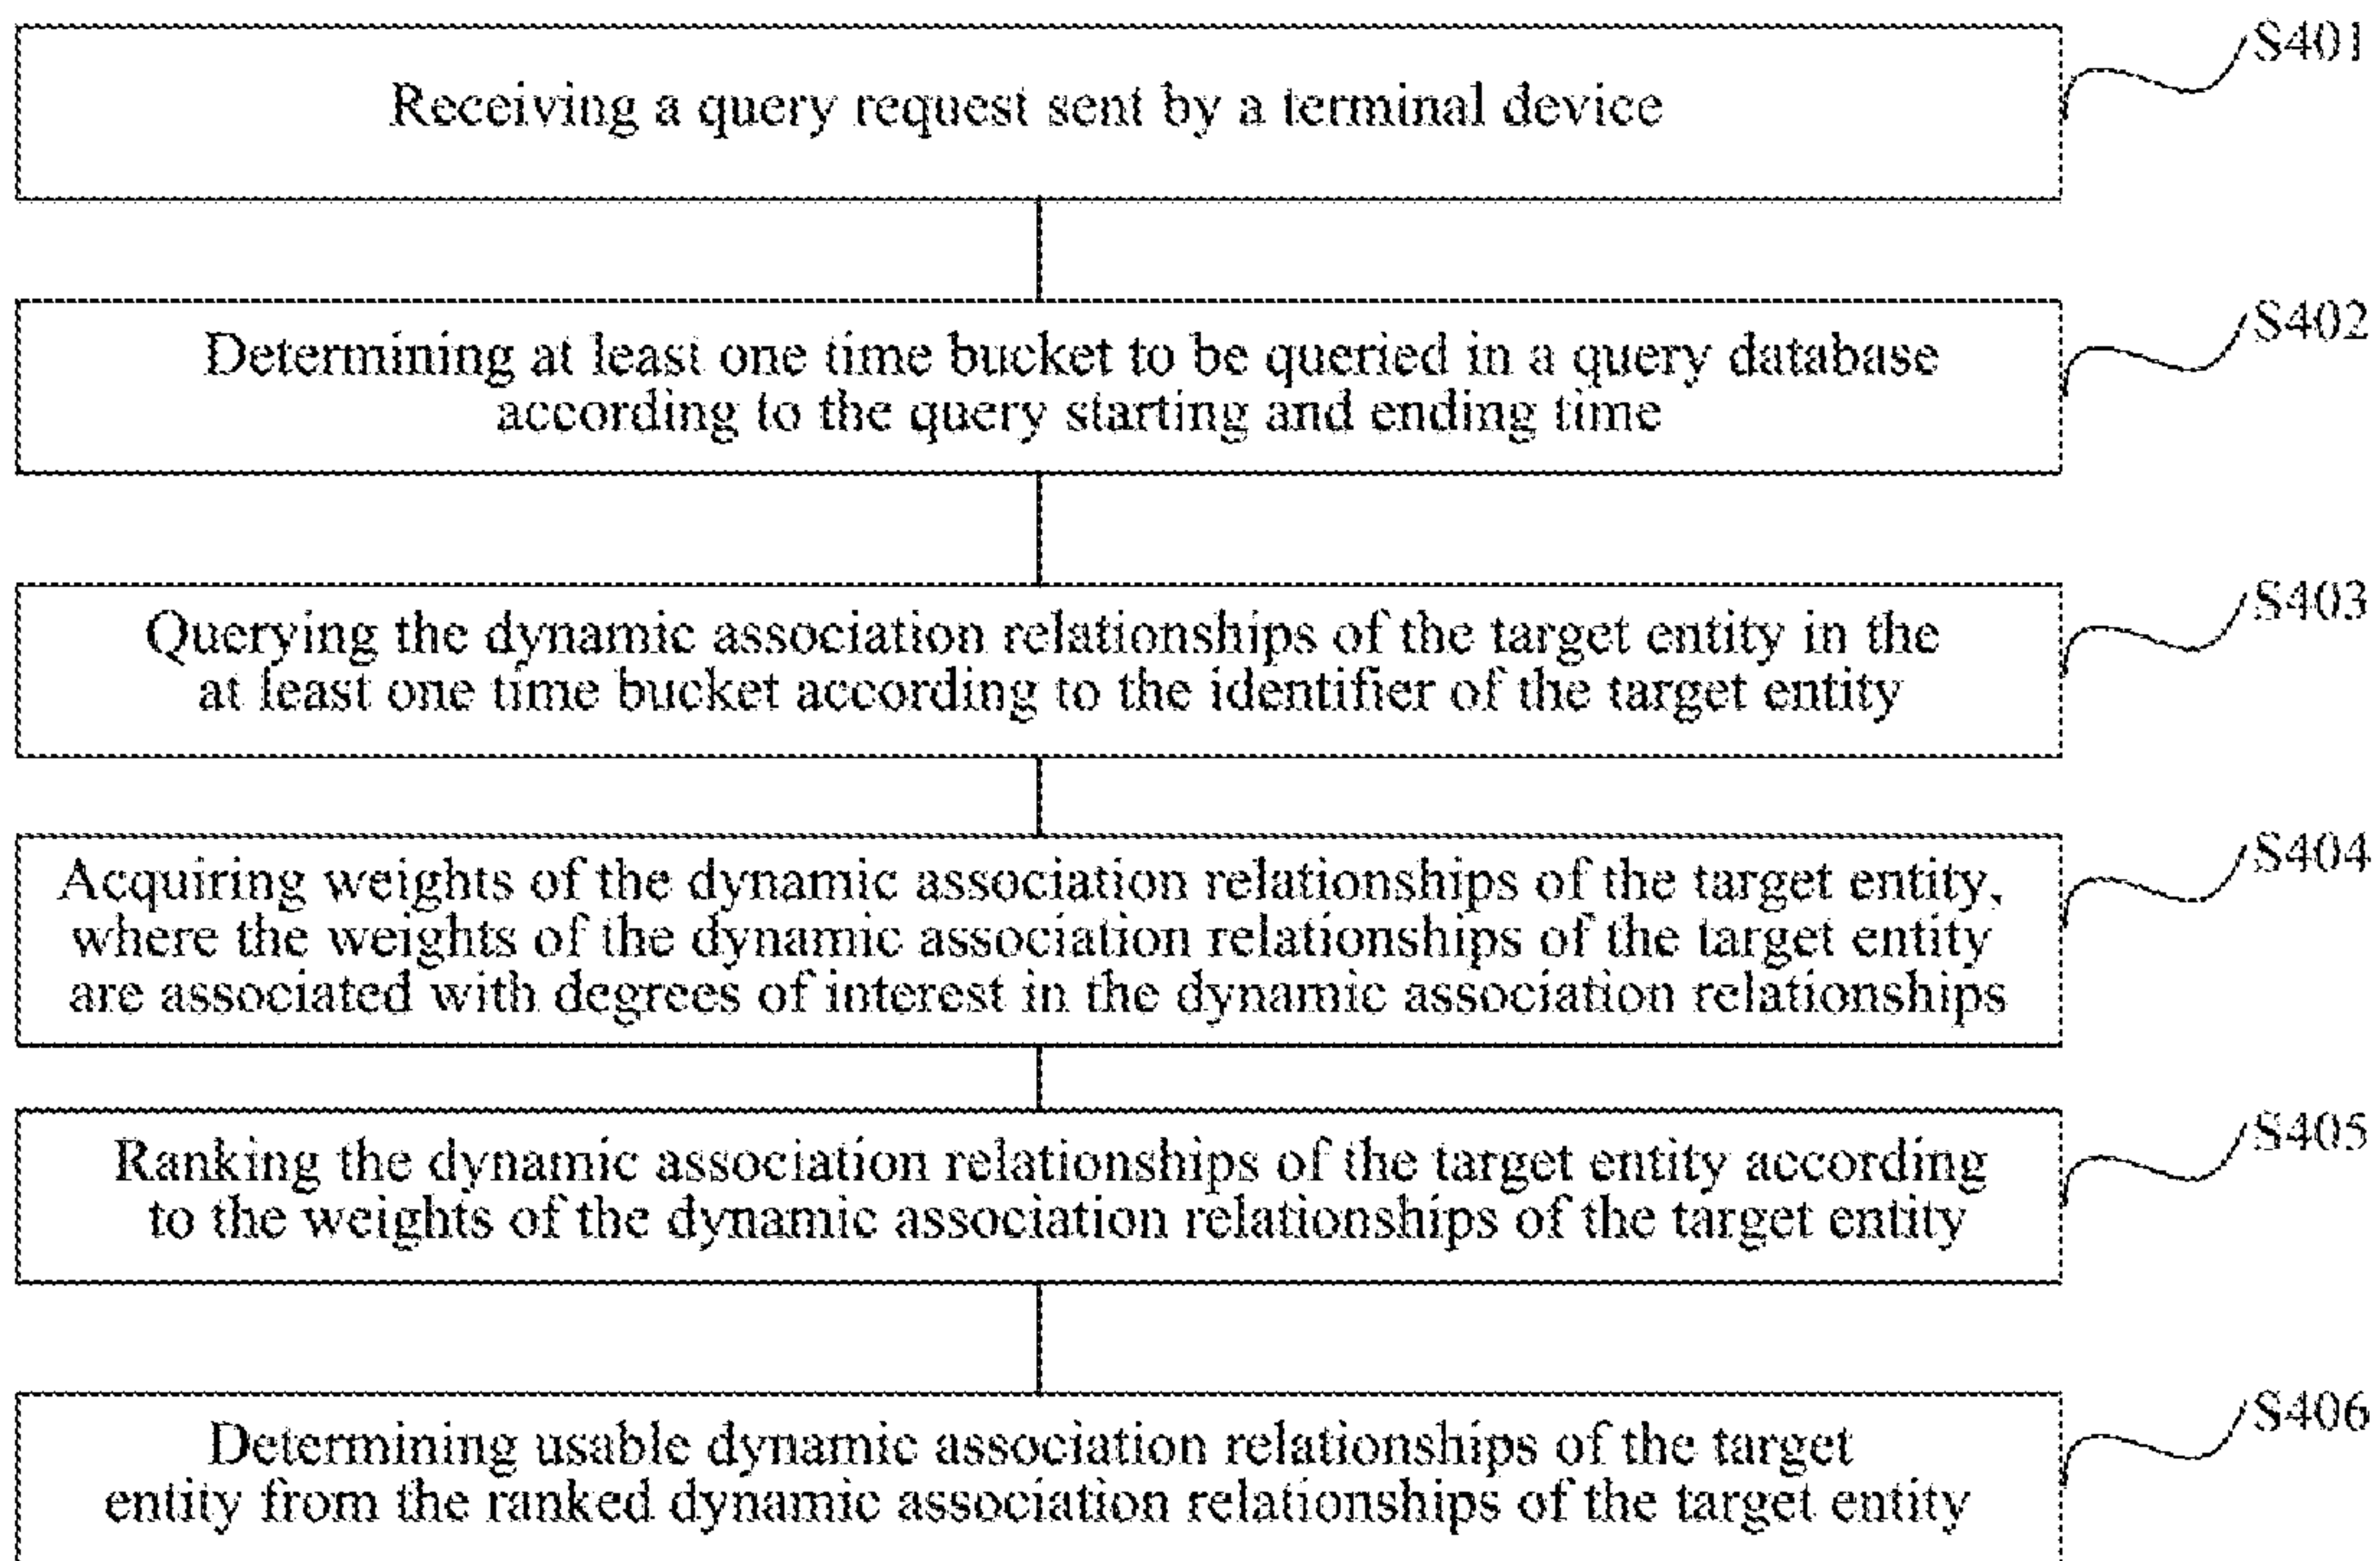 Receiving a query request sent by a terminal device
S401
Determining at least one time bucket to be queried in a query database
according to the query starting and ending time
S402
Querying the dynamic association relationships of the target entity in the
at least one time bucket according to the identifier of the target entity
S403
Acquiring weights of the dynamic association relationships of the target entity,
where the weights of the dynamic association relationships of the target entity
are associated with degrees of interest in the dynamic association relationships
S404
Ranking the dynamic association relationships of the target entity according
to the weights of the dynamic association relationships of the target entity
S405
Determining usable dynamic association relationships of the target
entity from the ranked dynamic association relationships of the target entity
S406